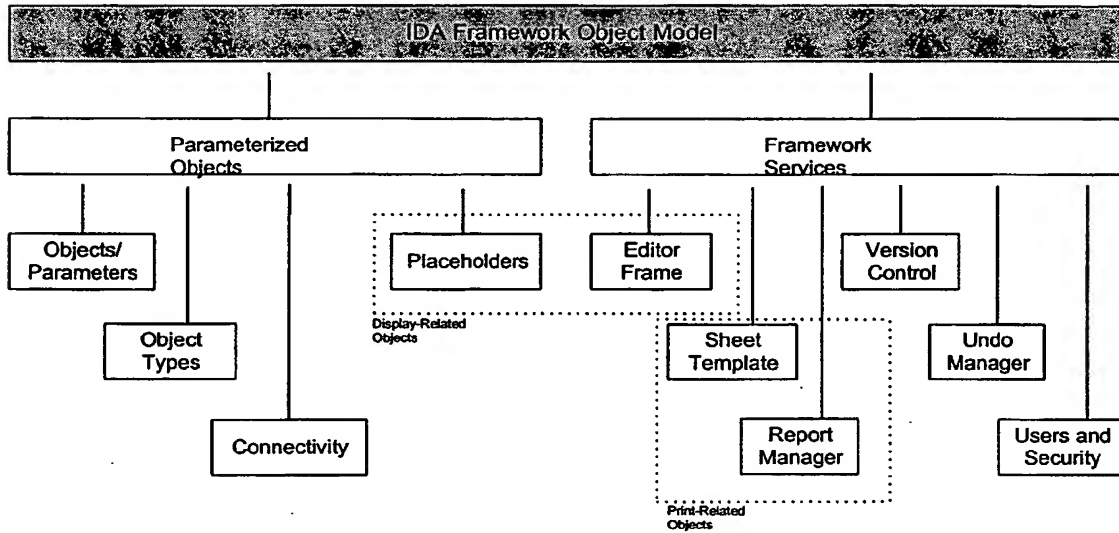 IDA Framework Object Model
Parameterized
Objects
Framework
Services
Objects/
Parameters
Placeholders
Editor
Frame
Version
Control
Display-Related
Objects
Object
Types
Sheet
Template
Undo
Manager
Connectivity
Report
Manager
Users and
Security
Print-Related
Objects